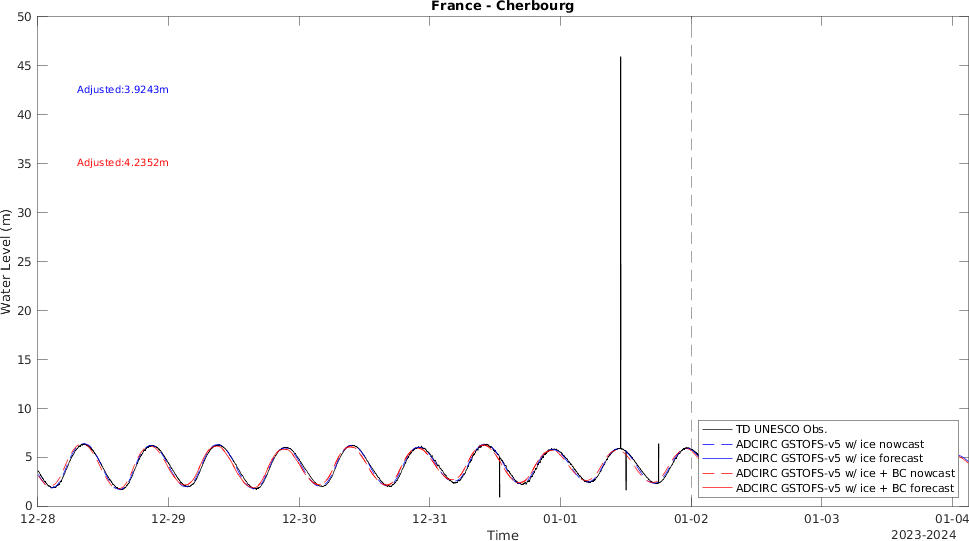 France - Cherbourg
50
45
40
35
30
25
20
15
10
5
0
Water Level (m)
Adjusted:3.9243m
Adjusted:4.2352m
TD UNESCO Obs.
ADCIRC GSTOFS-v5 w/ ice nowcast
ADCIRC GSTOFS-v5 w/ ice forecast
ADCIRC GSTOFS-v5 w/ ice + BC nowcast
ADCIRC GSTOFS-v5 w/ ice + BC forecast
12-28 12-29 12-30 12-31 01-01 01-02 01-03 01-04
Time
2023-2024